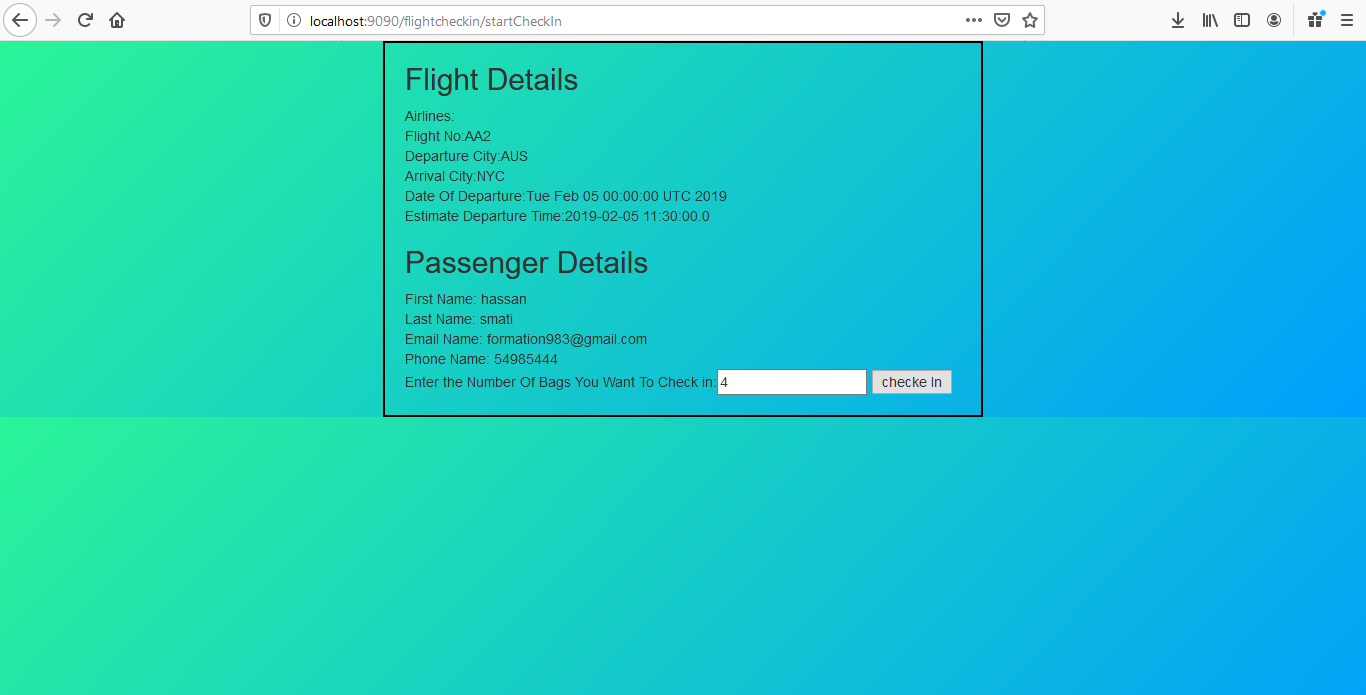 localhost:9090/flightcheckin/startCheckIn
Flight Details
Airlines:
Flight No:AA2
Departure City:AUS
Arrival City:NYC
Date Of Departure:Tue Feb 05 00:00:00 UTC 2019
Estimate Departure Time:2019-02-05 11:30:00.0
Passenger Details
First Name: hassan
Last Name: smati
Email Name: formation983@gmail.com
Phone Name: 54985444
Enter the Number Of Bags You Want To Check in:4 checke In